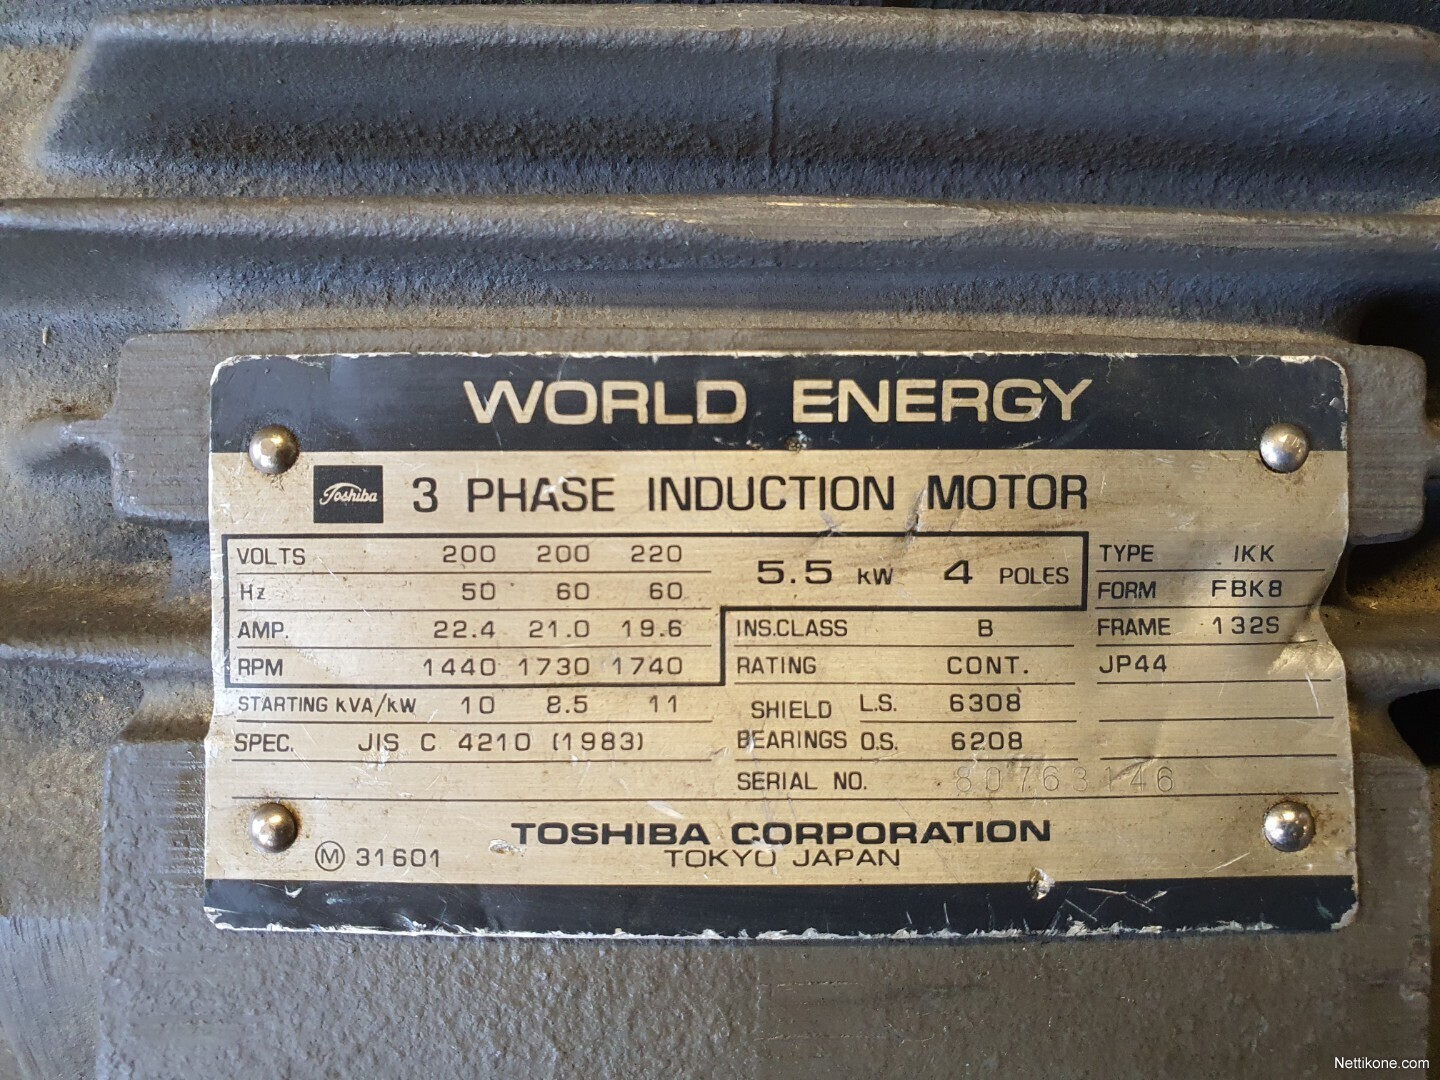 WORLD ENERGY
Toshiba 3 PHASE INDUCTION MOTOR
VOLTS 200 200 220
Hz 50 60 60
AMP. 22.4 21.0 19.6
RPM 1440 1730 1740
STARTING kVA/kW 10 8.5 11
SPEC. JIS C 4210 (1983)
5.5 kW 4 POLES
INS.CLASS B
RATING CONT.
SHIELD BEARINGS L.S. 6308
O.S. 6208
SERIAL NO. 80763146
TYPE IKK
FORM FBK8
FRAME 132S
JP44
TOSHIBA CORPORATION
TOKYO JAPAN
M 31601
Nettikone.com